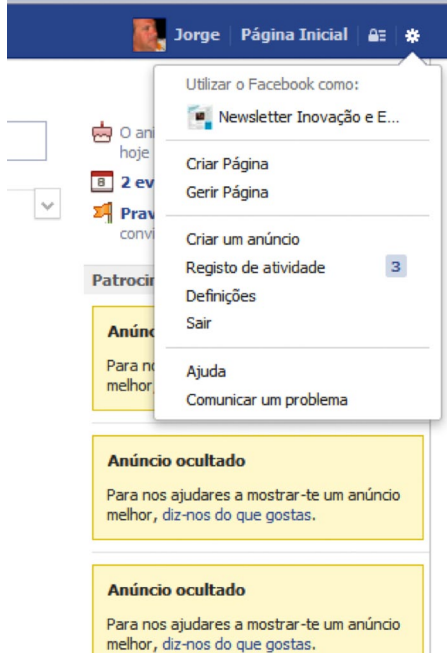 Jorge Página Inicial
Utilizar o Facebook como:
Newsletter Inovação e E...
Criar Página
Gerir Página
Criar um anúncio
Registo de atividade 3
Definições
Sair
Ajuda
Comunicar um problema
O ani
hoje
8 2 ev
Prav
convi
Patrocin
Anúnc
Para no
melhor,
Anúncio ocultado
Para nos ajudares a mostrar-te um anúncio
melhor, diz-nos do que gostas.
Anúncio ocultado
Para nos ajudares a mostrar-te um anúncio
melhor, diz-nos do que gostas.